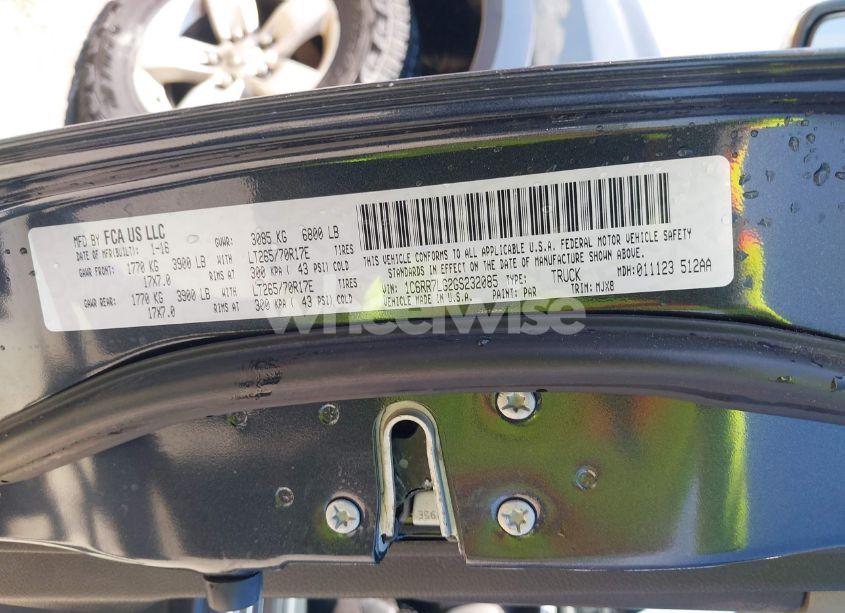 MFD BY FCA US LLC
DATE OF MFR(BUILT): 1-16 GVWR: 3085 KG 6800 LB
GAWR FRONT: 1770 KG 3900 LB WITH LT265/70R17E TIRES
17X7.0 RIMS AT 300 KPA ( 43 PSI) COLD
GAWR REAR: 1770 KG 3900 LB WITH LT265/70R17E TIRES
17X7.0 RIMS AT 300 KPA ( 43 PSI) COLD
THIS VEHICLE CONFORMS TO ALL APPLICABLE U.S.A. FEDERAL MOTOR VEHICLE SAFETY
STANDARDS IN EFFECT ON THE DATE OF MANUFACTURE SHOWN ABOVE.
VIN: 1C6RR7LG2GS232085 TYPE: TRUCK MDH: 011123 512AA
VEHICLE MADE IN U.S.A. PAINT: PAR TRIM: MJX8
wheelwise